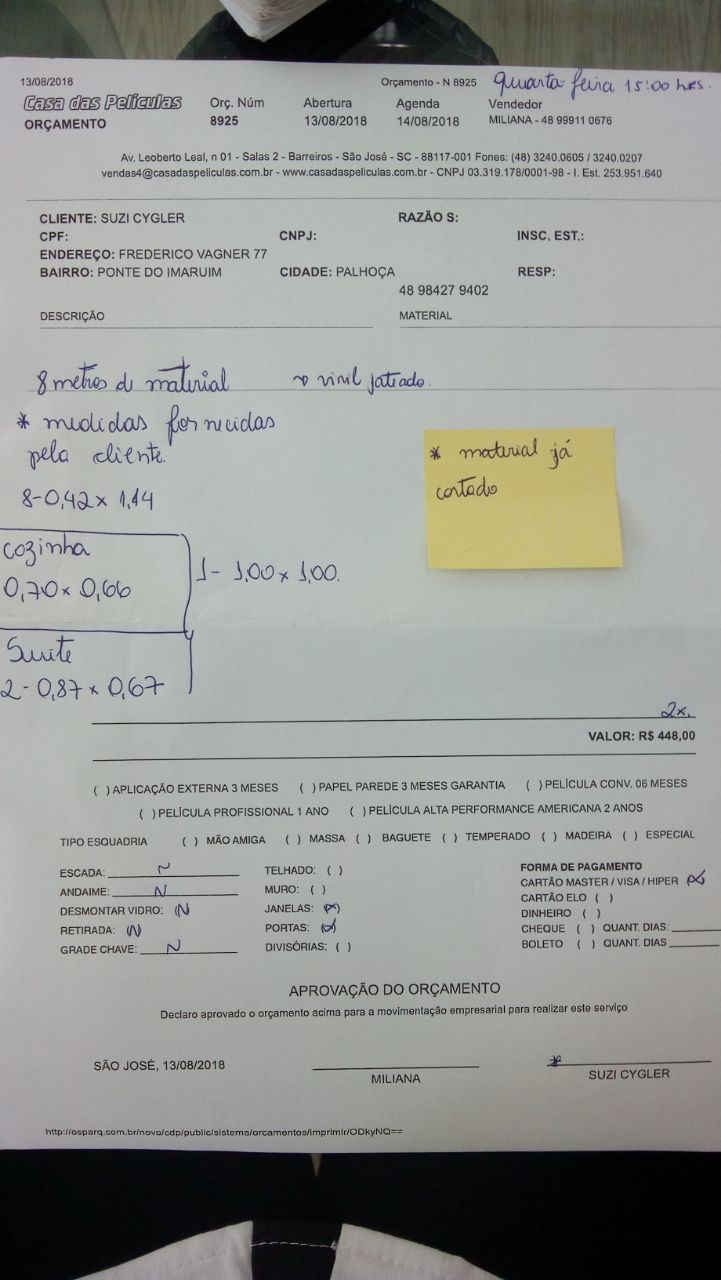 13/08/2018 Orçamento - N 8925 quarta-feira 15:00 hrs.
Casa das Películas Orç. Núm Abertura Agenda Vendedor
ORÇAMENTO 8925 13/08/2018 14/08/2018 MILIANA - 48 99911 0676
Av. Leoberto Leal, n 01 - Salas 2 - Barreiros - São José - SC - 88117-001 Fones: (48) 3240.0605 / 3240.0207
vendas4@casadaspeliculas.com.br - www.casadaspeliculas.com.br - CNPJ 03.319.178/0001-98 - I. Est. 253.951.640
CLIENTE: SUZI CYGLER RAZÃO S:
CPF: CNPJ: INSC. EST.:
ENDEREÇO: FREDERICO VAGNER 77
BAIRRO: PONTE DO IMARUIM CIDADE: PALHOÇA RESP:
48 98427 9402
DESCRIÇÃO MATERIAL
8 metros de material vinil jateado.
* medidas fornecidas
pela cliente.
* material já
cortado
8-0,42 x 1,14
cozinha
0,70 x 0,66
1- 1,00 x 1,00.
Suite
2-0,87 x 0,67
2x.
VALOR: R$ 448,00
( ) APLICAÇÃO EXTERNA 3 MESES ( ) PAPEL PAREDE 3 MESES GARANTIA ( ) PELÍCULA CONV. 06 MESES
( ) PELÍCULA PROFISSIONAL 1 ANO ( ) PELÍCULA ALTA PERFORMANCE AMERICANA 2 ANOS
TIPO ESQUADRIA ( ) MÃO AMIGA ( ) MASSA ( ) BAGUETE ( ) TEMPERADO ( ) MADEIRA ( ) ESPECIAL
ESCADA: N TELHADO: ( ) FORMA DE PAGAMENTO
ANDAIME: N MURO: ( ) CARTÃO MASTER / VISA / HIPER (x)
DESMONTAR VIDRO: (N) JANELAS: (x) CARTÃO ELO ( )
RETIRADA: (N) PORTAS: (x) DINHEIRO ( )
GRADE CHAVE: N DIVISÓRIAS: ( ) CHEQUE ( ) QUANT. DIAS:
BOLETO ( ) QUANT. DIAS
APROVAÇÃO DO ORÇAMENTO
Declaro aprovado o orçamento acima para a movimentação empresarial para realizar este serviço
SÃO JOSÉ, 13/08/2018 MILIANA * SUZI CYGLER
http://osparq.com.br/novo/cdp/public/sistema/orcamentos/imprimir/ODkyNQ==